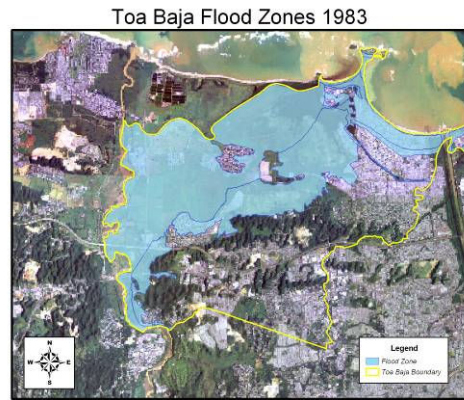 Toa Baja Flood Zones 1983
N
W E
S
Legend
Flood Zone
Toa Baja Boundary